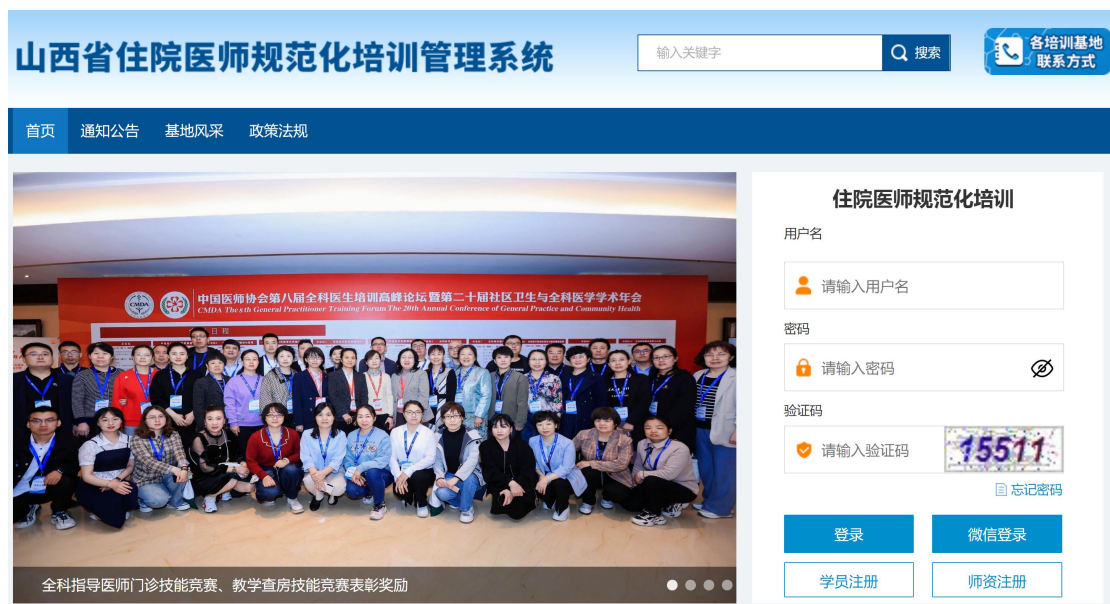 山西省住院医师规范化培训管理系统
输入关键字
搜索
各培训基地
联系方式
首页 通知公告 基地风采 政策法规
CMDA
中国医师协会第八届全科医生培训高峰论坛暨第二十届社区卫生与全科医学学术年会
CMDA The 8th General Practitioner Training Forum The 20th Annual Conference of General Practice and Community Health
日程
全科指导医师门诊技能竞赛、教学查房技能竞赛表彰奖励
住院医师规范化培训
用户名
请输入用户名
密码
请输入密码
验证码
请输入验证码
15511
忘记密码
登录 微信登录
学员注册 师资注册